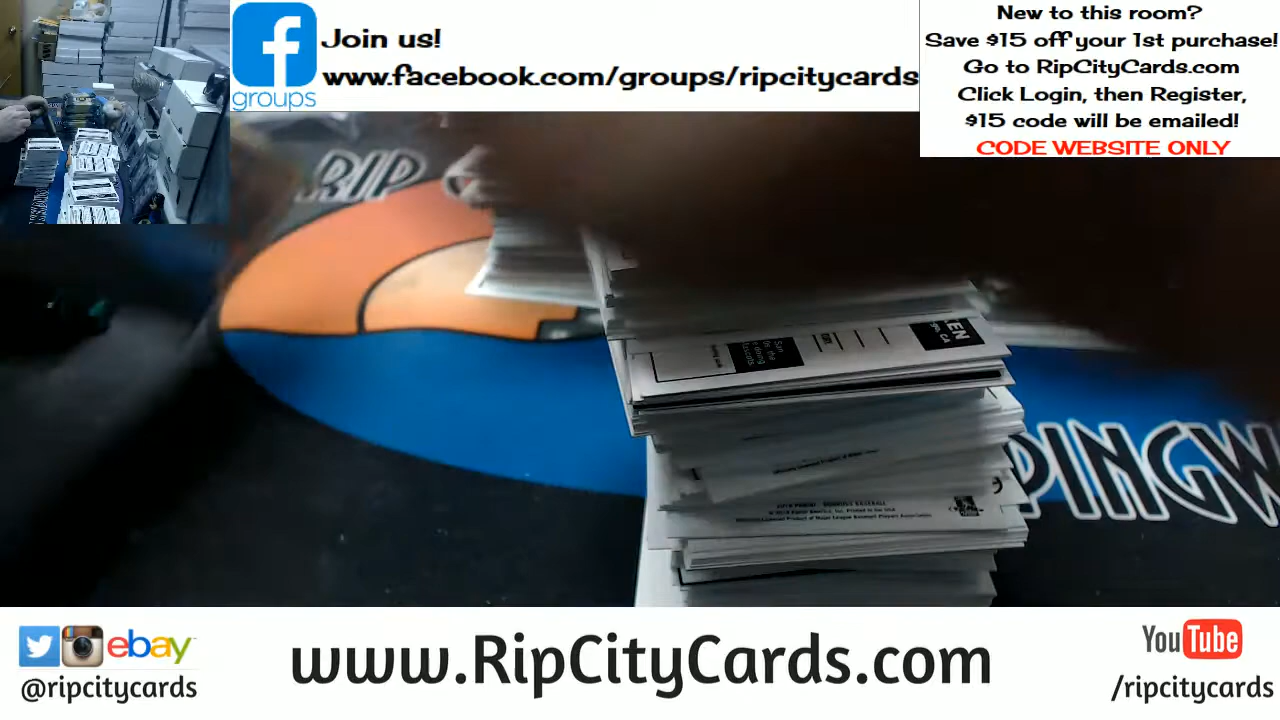 Join us!
www.facebook.com/groups/ripcitycards
groups
New to this room?
Save $15 off your 1st purchase!
Go to RipCityCards.com
Click Login, then Register,
$15 code will be emailed!
CODE WEBSITE ONLY
RIP
KEN
PINGW
ebay
@ripcitycards
www.RipCityCards.com
YouTube
/ripcitycards